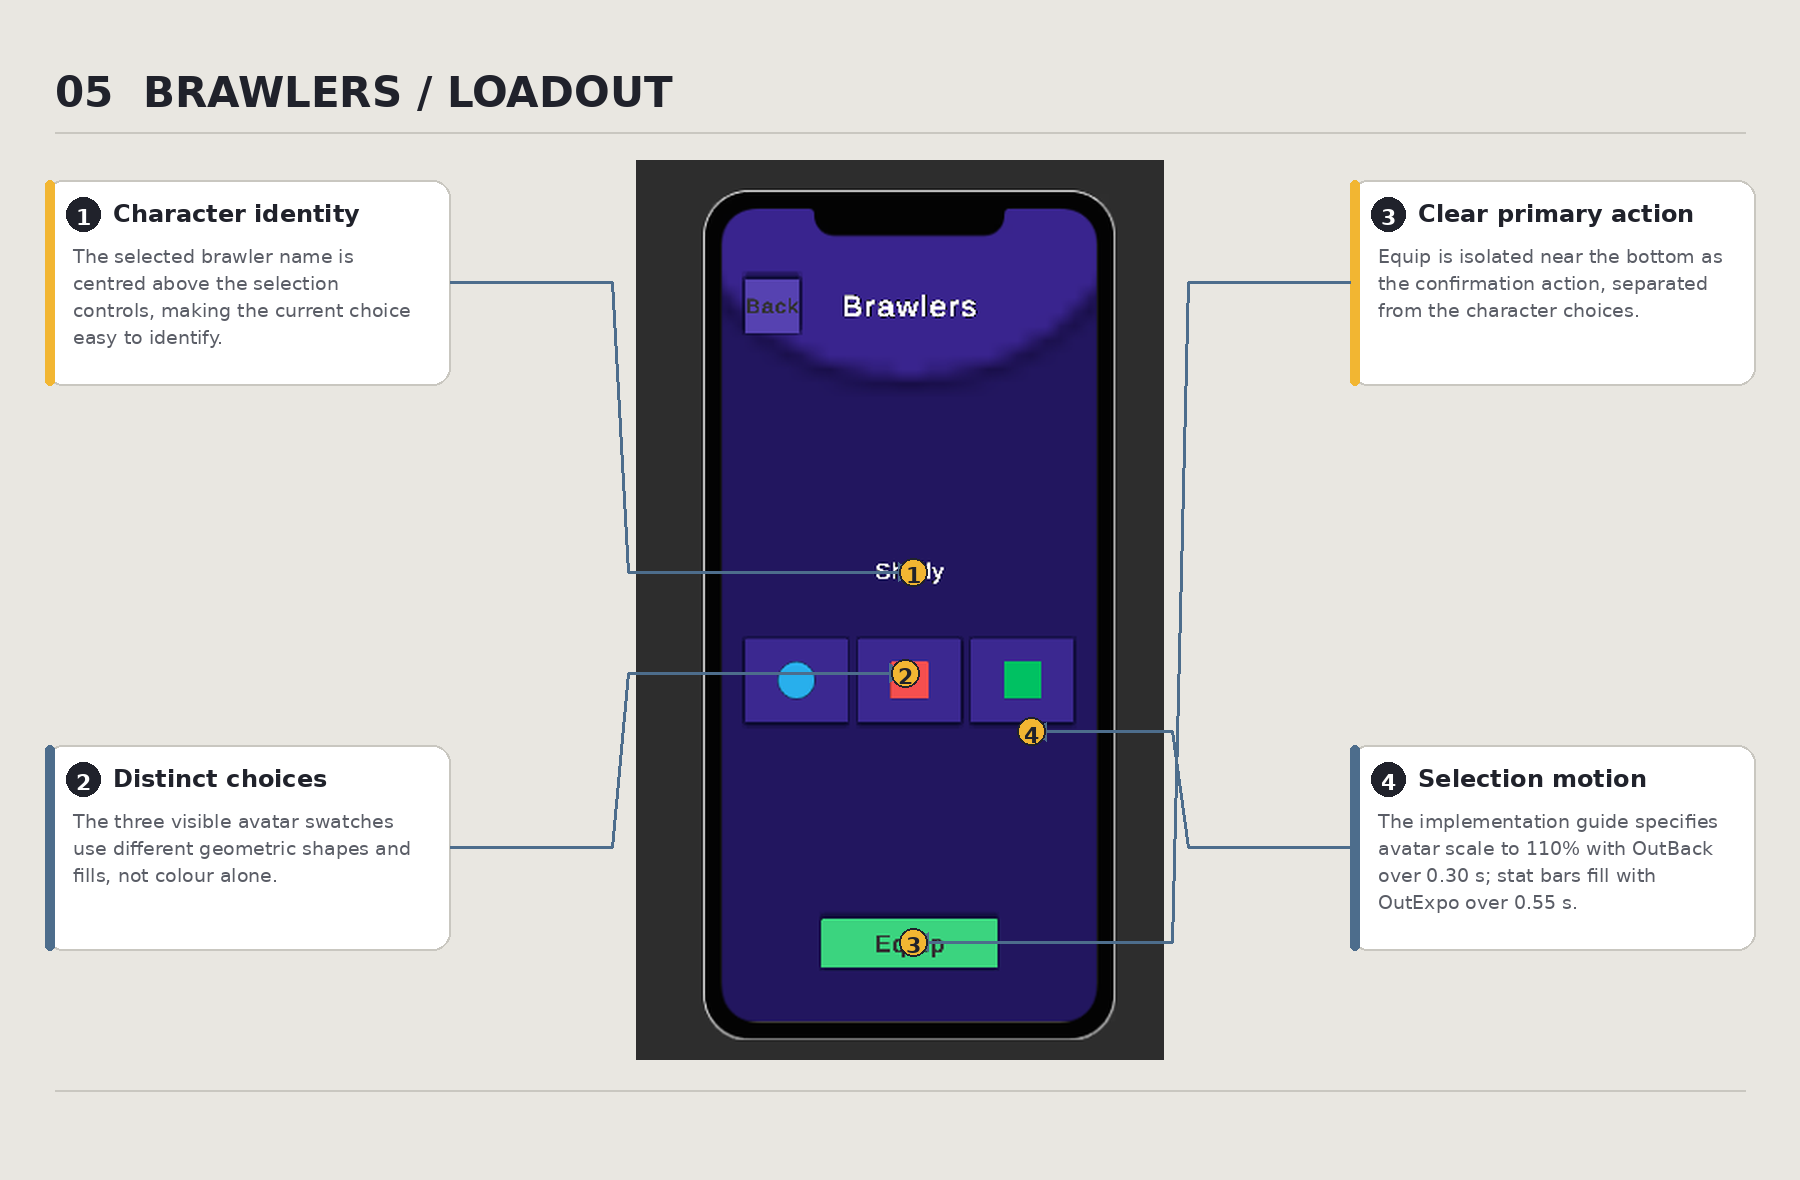 05 BRAWLERS / LOADOUT
1 Character identity
The selected brawler name is
centred above the selection
controls, making the current choice
easy to identify.
2 Distinct choices
The three visible avatar swatches
use different geometric shapes and
fills, not colour alone.
Back
Brawlers
1
2
4
3
3 Clear primary action
Equip is isolated near the bottom as
the confirmation action, separated
from the character choices.
4 Selection motion
The implementation guide specifies
avatar scale to 110% with OutBack
over 0.30 s; stat bars fill with
OutExpo over 0.55 s.